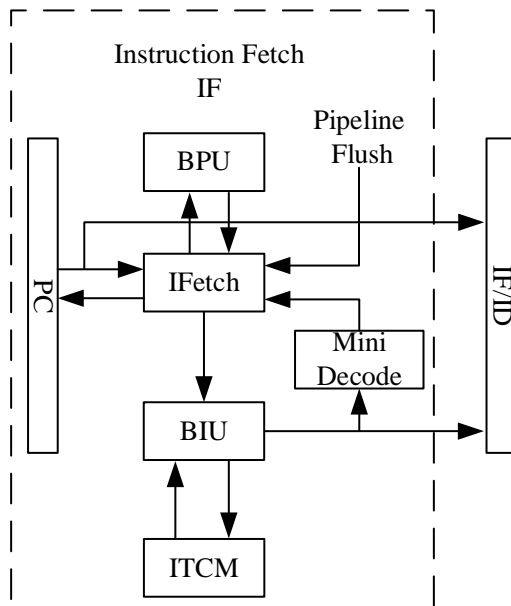 Instruction Fetch
IF
Pipeline
Flush
BPU
PC
IFetch
IF/ID
Mini
Decode
BIU
ITCM